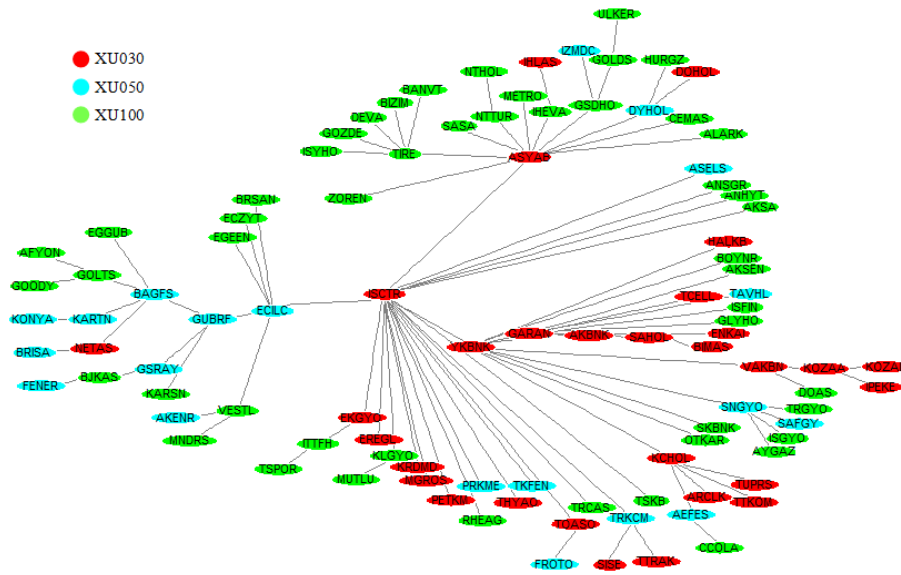 ULKER
XU030
IZMDC
HURGZ
IHLAS
GOLDS
NTHOL
DOHOL
XU050
BANVT
METRO
BIZIM
GSDHO
XU100
DEVA
NTTUR
IHEVA
DYHOL
CEMAS
GOZDE
SASA
ALARK
ISYHO
TIRE
ASYAB
ASELS
ANSGR
BRSAN
ZOREN
ANHYT
AKSA
ECZYT
EGGUB
EGEEN
HALKB
AFYON
BOYNR
GOLTS
AKSEN
GOODY
BAGFS
ISCTR
TCELL
TAVHL
ECILC
ISFIN
KONYA
KARTN
GUBRF
GLYHO
GARAN
AKBNK
SAHOL
ENKAI
NETAS
YKBNK
BIMAS
BRISA
GSRAY
VAKBN
KOZAA
KOZAL
BJKAS
FENER
IPEKE
KARSN
DOAS
SNGYO
TRGYO
AKENR
VESTL
EKGYO
SAFGY
SKBNK
MNDRS
ITTFH
EREGL
OTKAR
ISGYO
KLGYO
AYGAZ
TSPOR
KRDMD
KCHOL
MUTLU
MGROS
PRKME
TKFEN
TUPRS
PETKM
THYAO
TSKB
ARCLK
TTKOM
TRCAS
RHEAG
TOASO
TRKCM
AEFES
CCOLA
FROTO
SISE
TTRAK